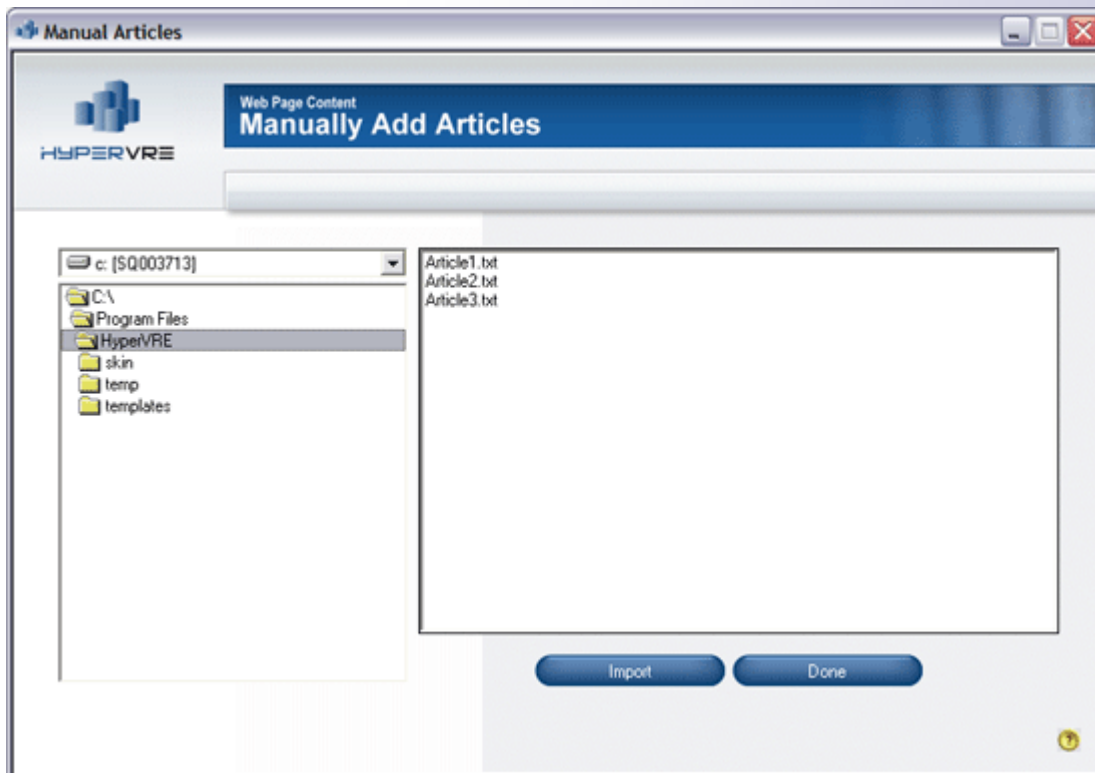 Manual Articles
HYPERVRE
Web Page Content
Manually Add Articles
c: [SQ003713]
C:\
Program Files
HyperVRE
skin
temp
templates
Article1.txt
Article2.txt
Article3.txt
Import
Done
?